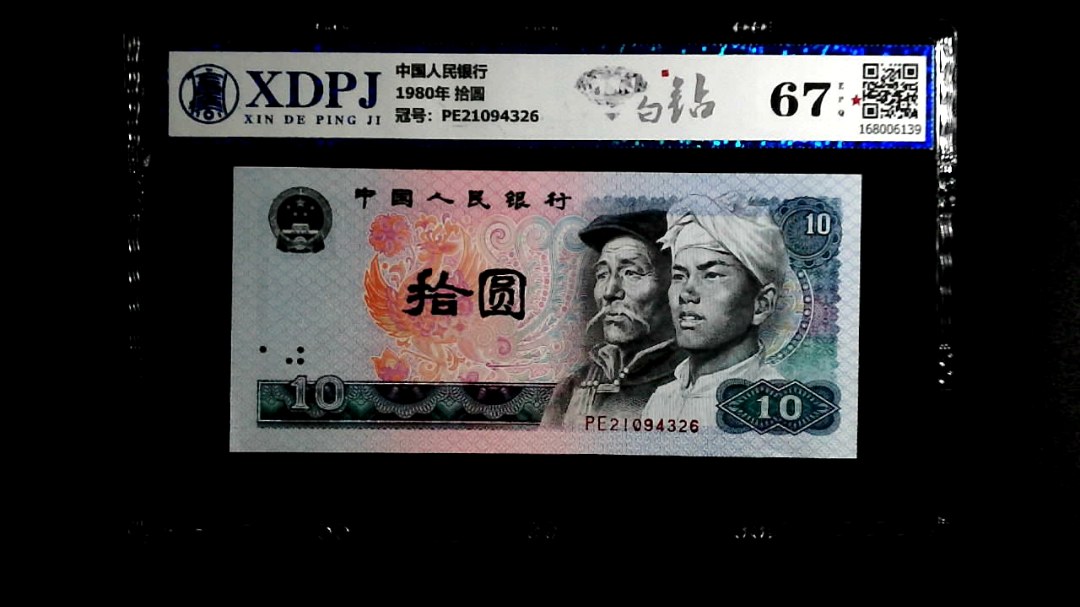 XDPJ
XIN DE PING JI
中国人民银行
1980年 拾圆
冠号：PE21094326
白钻
67
EPQ
168006139
中国人民银行
10
拾圆
10
10
PE21094326